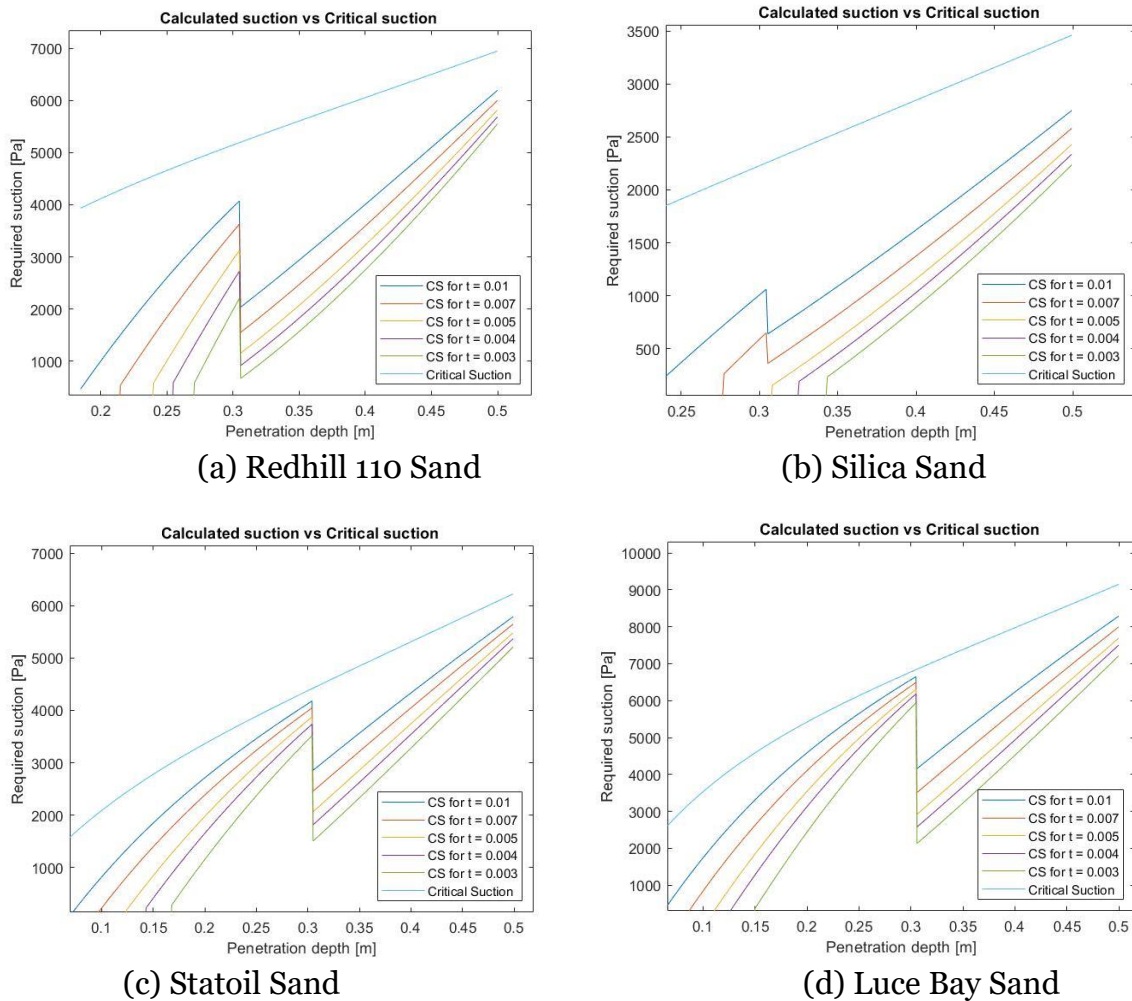 Calculated suction vs Critical suction
7000
6000
5000
4000
3000
2000
1000
Required suction [Pa]
0.2 0.25 0.3 0.35 0.4 0.45 0.5
Penetration depth [m]
CS for t = 0.01
CS for t = 0.007
CS for t = 0.005
CS for t = 0.004
CS for t = 0.003
Critical Suction
(a) Redhill 110 Sand
Calculated suction vs Critical suction
3500
3000
2500
2000
1500
1000
500
Required suction [Pa]
0.25 0.3 0.35 0.4 0.45 0.5
Penetration depth [m]
CS for t = 0.01
CS for t = 0.007
CS for t = 0.005
CS for t = 0.004
CS for t = 0.003
Critical Suction
(b) Silica Sand
Calculated suction vs Critical suction
7000
6000
5000
4000
3000
2000
1000
Required suction [Pa]
0.1 0.15 0.2 0.25 0.3 0.35 0.4 0.45 0.5
Penetration depth [m]
CS for t = 0.01
CS for t = 0.007
CS for t = 0.005
CS for t = 0.004
CS for t = 0.003
Critical Suction
(c) Statoil Sand
Calculated suction vs Critical suction
10000
9000
8000
7000
6000
5000
4000
3000
2000
1000
Required suction [Pa]
0.1 0.15 0.2 0.25 0.3 0.35 0.4 0.45 0.5
Penetration depth [m]
CS for t = 0.01
CS for t = 0.007
CS for t = 0.005
CS for t = 0.004
CS for t = 0.003
Critical Suction
(d) Luce Bay Sand